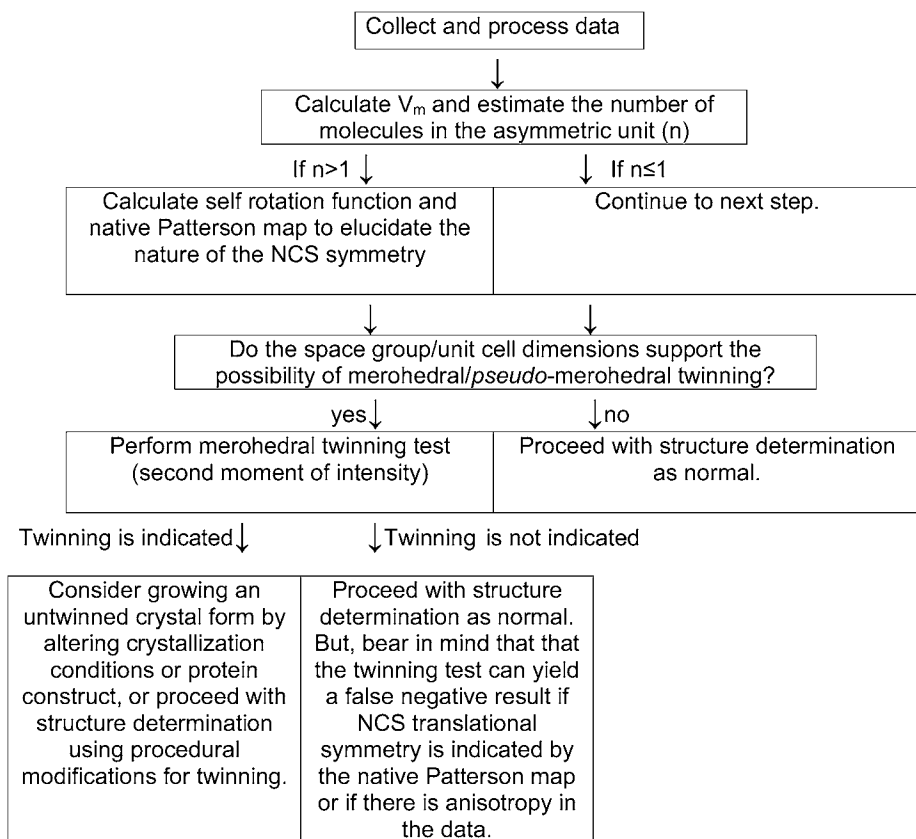 Collect and process data
Calculate Vm and estimate the number of
molecules in the asymmetric unit (n)
If n>1
If n≤1
Calculate self rotation function and
native Patterson map to elucidate the
nature of the NCS symmetry
Continue to next step.
Do the space group/unit cell dimensions support the
possibility of merohedral/pseudo-merohedral twinning?
yes
no
Perform merohedral twinning test
(second moment of intensity)
Proceed with structure determination
as normal.
Twinning is indicated
Twinning is not indicated
Consider growing an
untwinned crystal form by
altering crystallization
conditions or protein
construct, or proceed with
structure determination
using procedural
modifications for twinning.
Proceed with structure
determination as normal.
But, bear in mind that that
the twinning test can yield
a false negative result if
NCS translational
symmetry is indicated by
the native Patterson map
or if there is anisotropy in
the data.